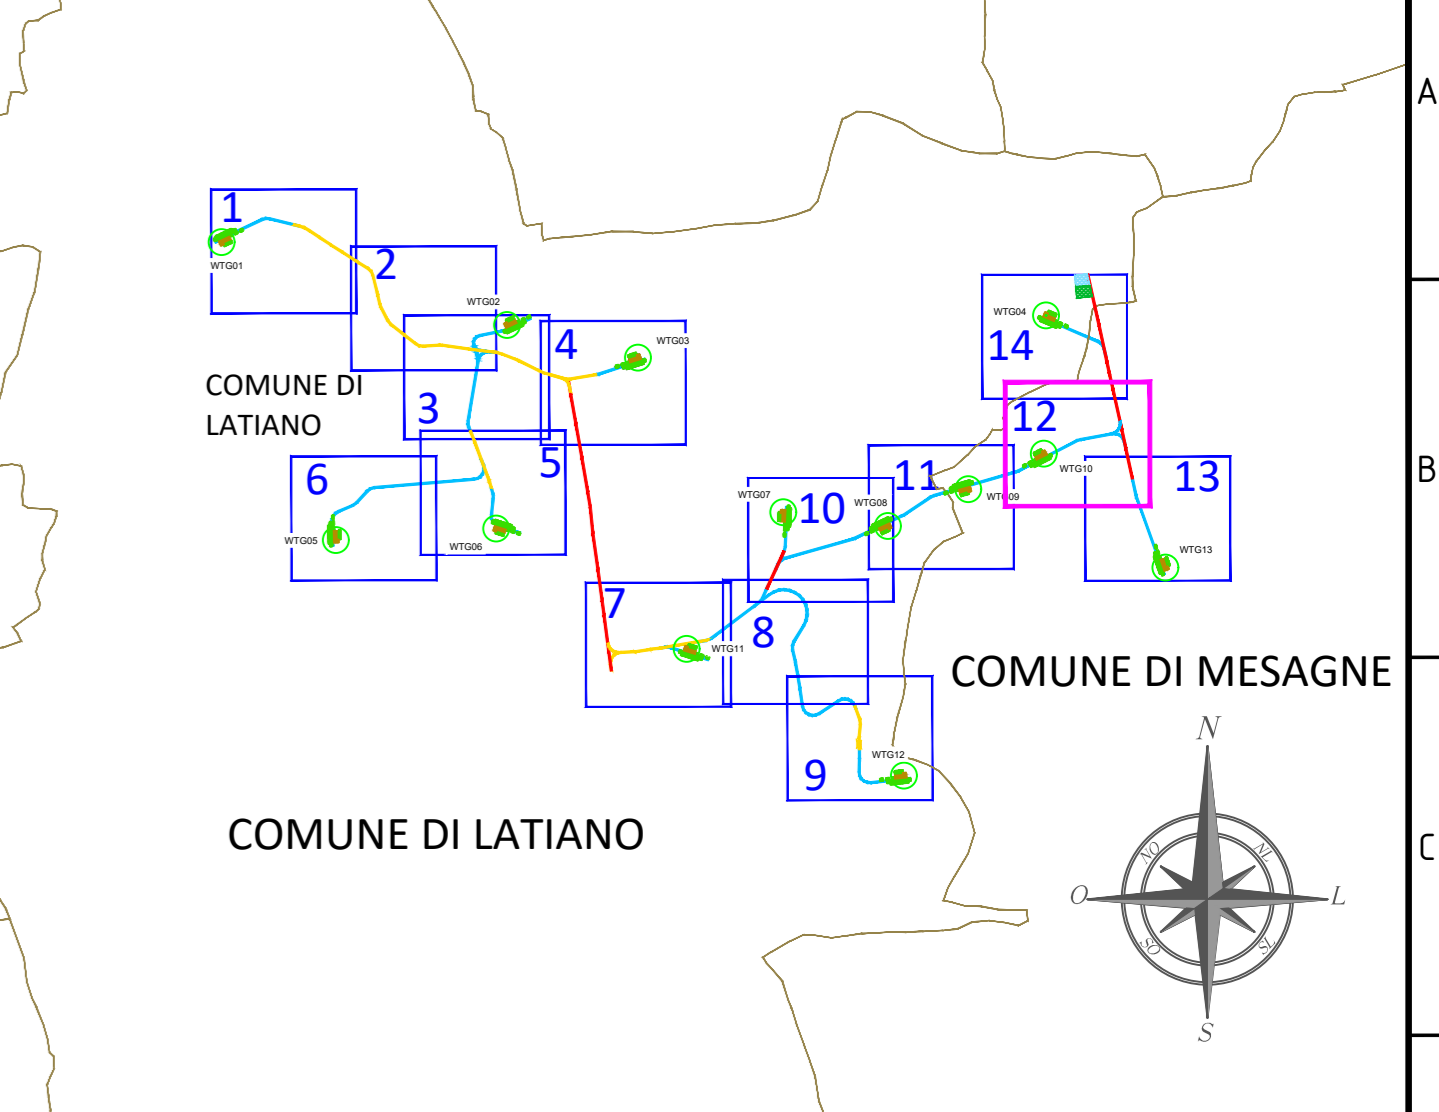 A
1
WTG01
2
WTG02
4
WTG03
WTG04
14
COMUNE DI
LATIANO
3
12
B
5
WTG10
6
11
13
WTG07
10
WTG08
WTG09
WTG05
WTG06
WTG13
7
8
WTG11
COMUNE DI MESAGNE
N
WTG12
9
COMUNE DI LATIANO
C
NO
NL
O
L
SO
SL
S